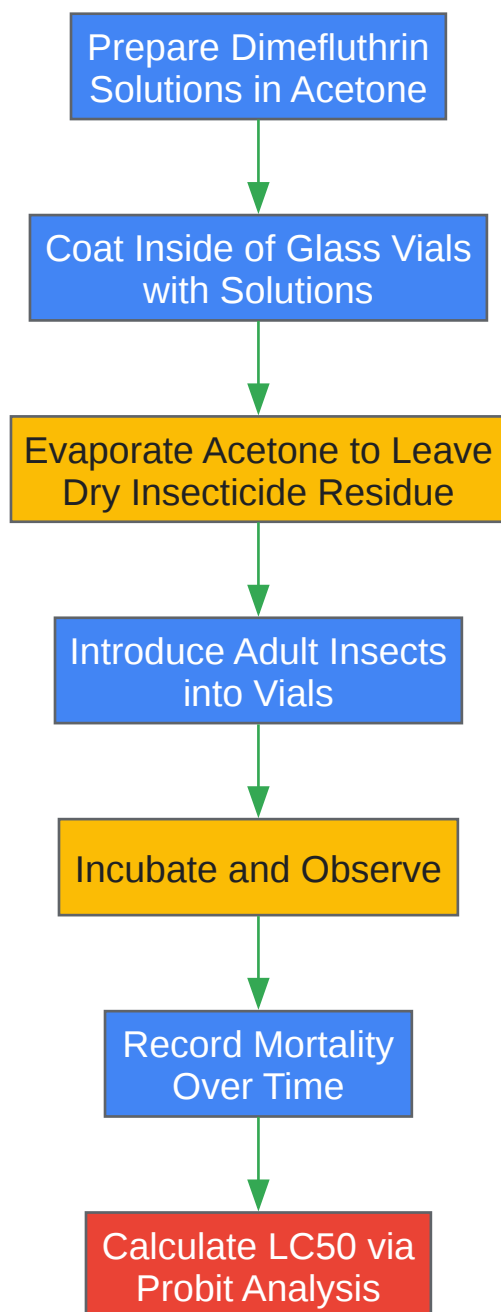 Prepare Dimefluthrin
Solutions in Acetone
Coat Inside of Glass Vials
with Solutions
Evaporate Acetone to Leave
Dry Insecticide Residue
Introduce Adult Insects
into Vials
Incubate and Observe
Record Mortality
Over Time
Calculate LC50 via
Probit Analysis